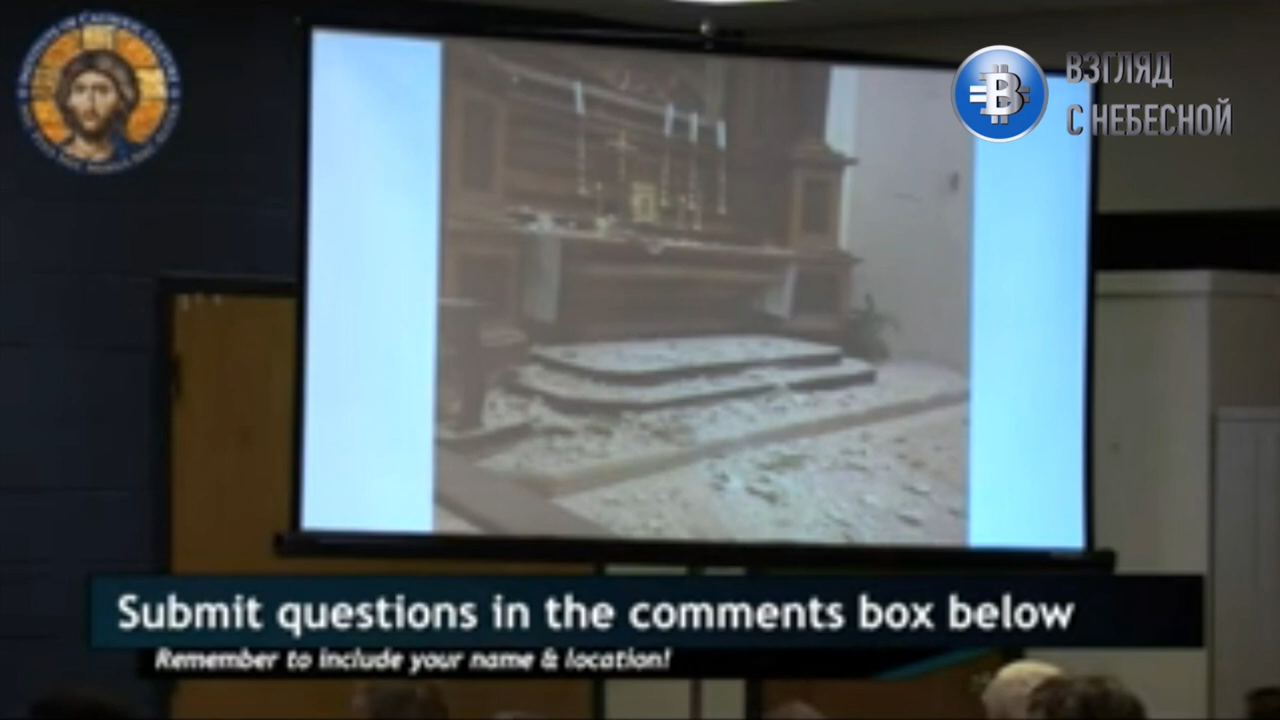 ВЗГЛЯД
С НЕБЕСНОЙ
Submit questions in the comments box below
Remember to include your name & location!